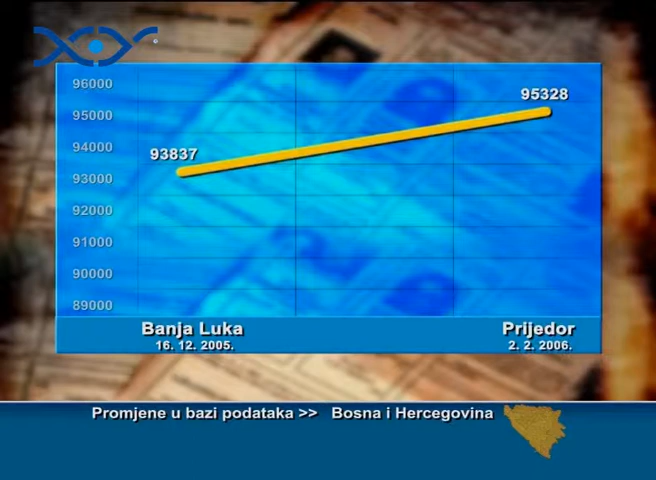 96000
95328
95000
94000
93837
93000
92000
91000
90000
89000
Banja Luka
16. 12. 2005.
Prijedor
2. 2. 2006.
Promjene u bazi podataka >> Bosna i Hercegovina